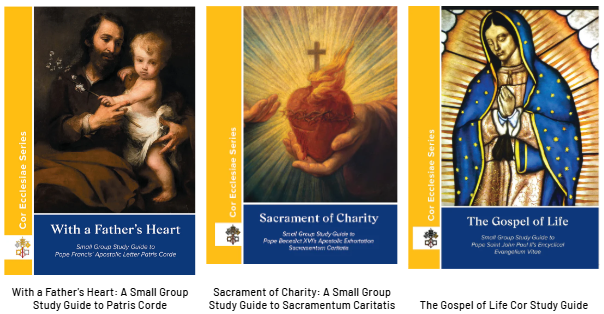 Cor Ecclesiae Series
With a Father's Heart
Small Group Study Guide to
Pope Francis' Apostolic Letter Patris Corde
With a Father's Heart: A Small Group
Study Guide to Patris Corde
Cor Ecclesiae Series
Sacrament of Charity
Small Group Study Guide to
Pope Benedict XVI's Apostolic Exhortation
Sacramentum Caritatis
Sacrament of Charity: A Small Group
Study Guide to Sacramentum Caritatis
Cor Ecclesiae Series
The Gospel of Life
Small Group Study Guide to
Pope Saint John Paul II's Encyclical
Evangelium Vitae
The Gospel of Life Cor Study Guide